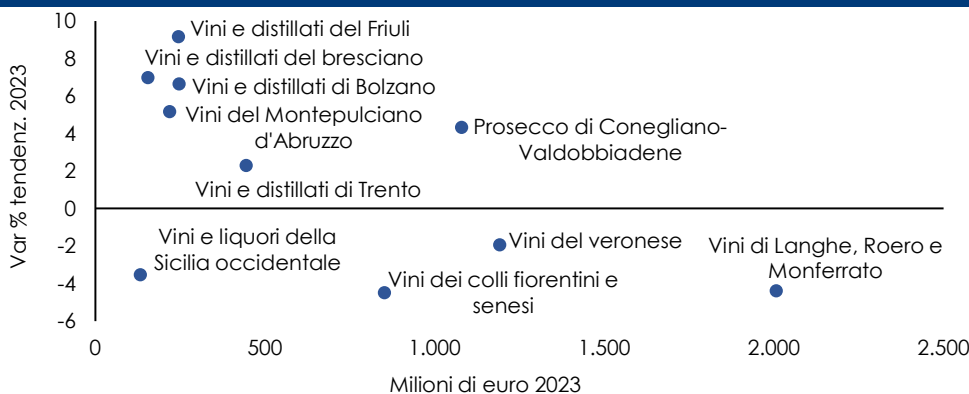 Var % tendenz. 2023
10
8
6
4
2
0
-2
-4
-6
Vini e distillati del Friuli
Vini e distillati del bresciano
Vini e distillati di Bolzano
Vini del Montepulciano
d'Abruzzo
Prosecco di Conegliano-
Valdobbiadene
Vini e distillati di Trento
Vini e liquori della
Sicilia occidentale
Vini dei colli fiorentini e
senesi
Vini del veronese
Vini di Langhe, Roero e
Monferrato
0
500
1.000
1.500
2.000
2.500
Milioni di euro 2023